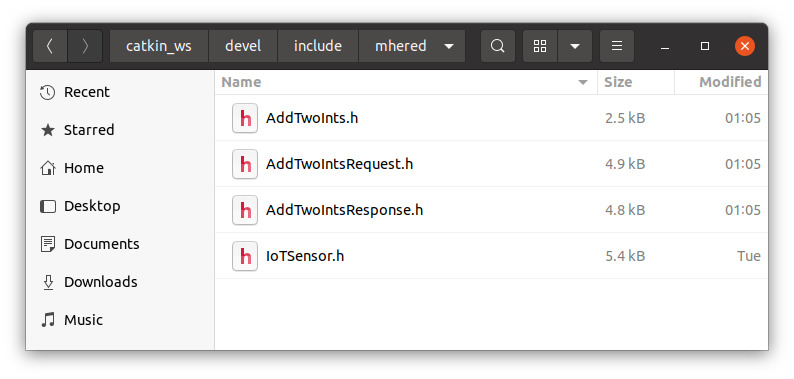 catkin_ws devel include mhered
Name Size Modified
Recent
Starred
Home
Desktop
Documents
Downloads
Music
h AddTwoInts.h 2.5 kB 01:05
h AddTwoIntsRequest.h 4.9 kB 01:05
h AddTwoIntsResponse.h 4.8 kB 01:05
h IoTSensor.h 5.4 kB Tue